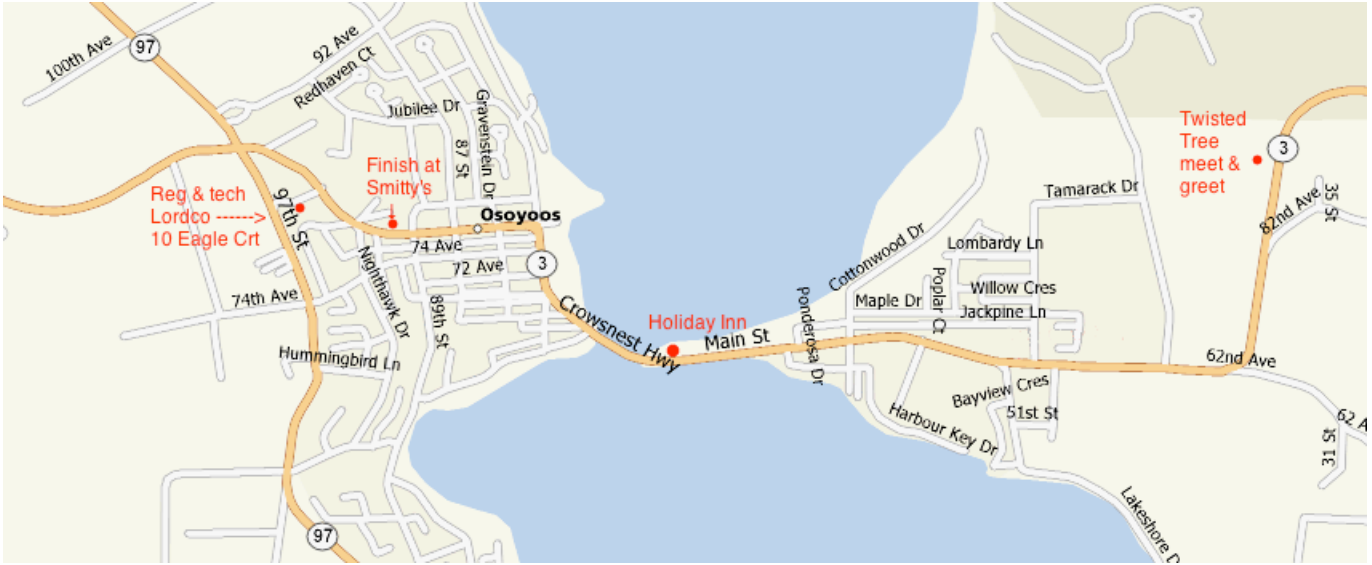 100th Ave
97
92 Ave
Redhaven Ct
Jubilee Dr
Gravenstein Dr
87 St
Finish at
Smitty's
Reg & tech
Lordco ------>
10 Eagle Crt
97th St
Osoyoos
74 Ave
72 Ave
3
Nighthawk Dr
89th St
74th Ave
Hummingbird Ln
97
Crowsnest Hwy
Holiday Inn
Main St
Ponderosa Dr
Cottonwood Dr
Maple Dr
Poplar Ct
Lombardy Ln
Willow Cres
Jackpine Ln
Tamarack Dr
Twisted
Tree
meet &
greet
3
35 St
82nd Ave
62nd Ave
Bayview Cres
51st St
Harbour Key Dr
Lakeshore D
62 A
31 St